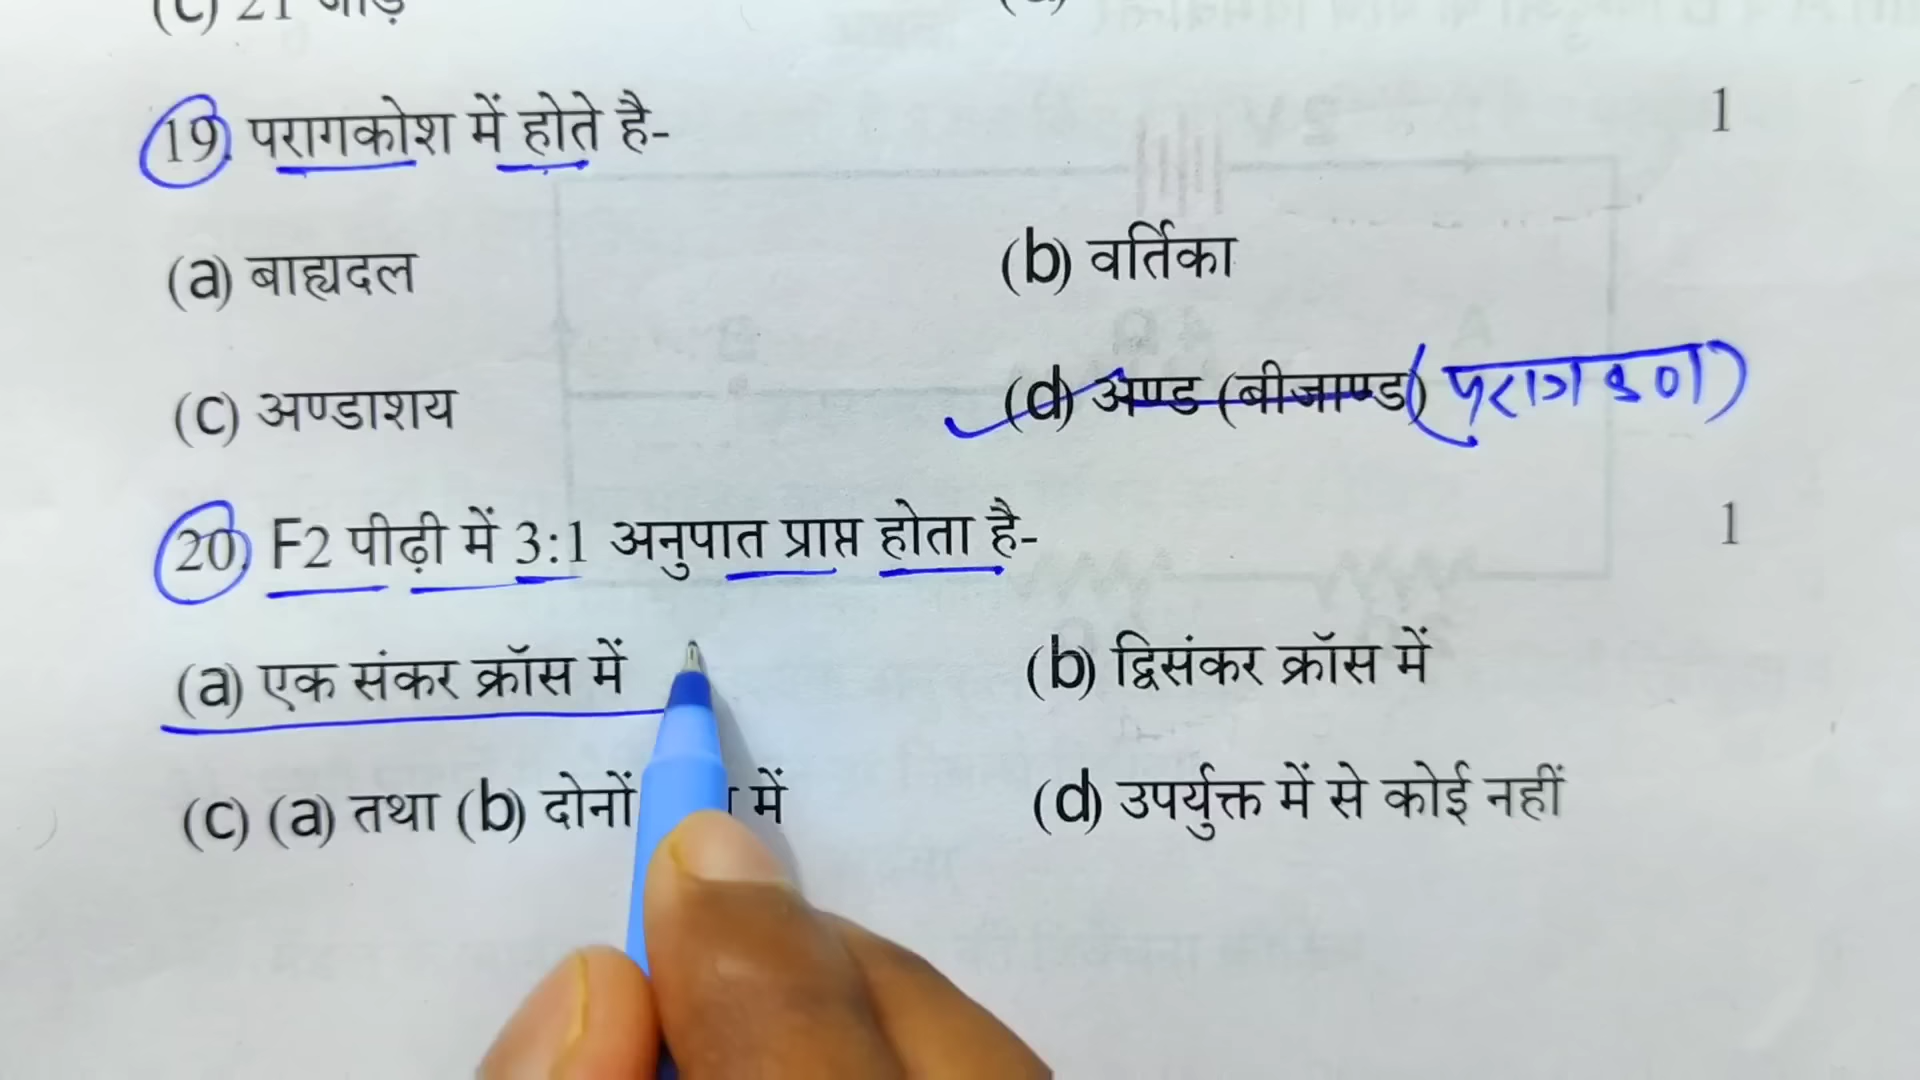 (c) 21 जोड़
19. परागकोश में होते है- 1
(a) बाह्यदल (b) वर्तिका
(c) अण्डाशय (d) अण्ड (बीजाण्ड) (परागकण)
20. F2 पीढ़ी में 3:1 अनुपात प्राप्त होता है- 1
(a) एक संकर क्रॉस में (b) द्विसंकर क्रॉस में
(c) (a) तथा (b) दोनों में (d) उपर्युक्त में से कोई नहीं